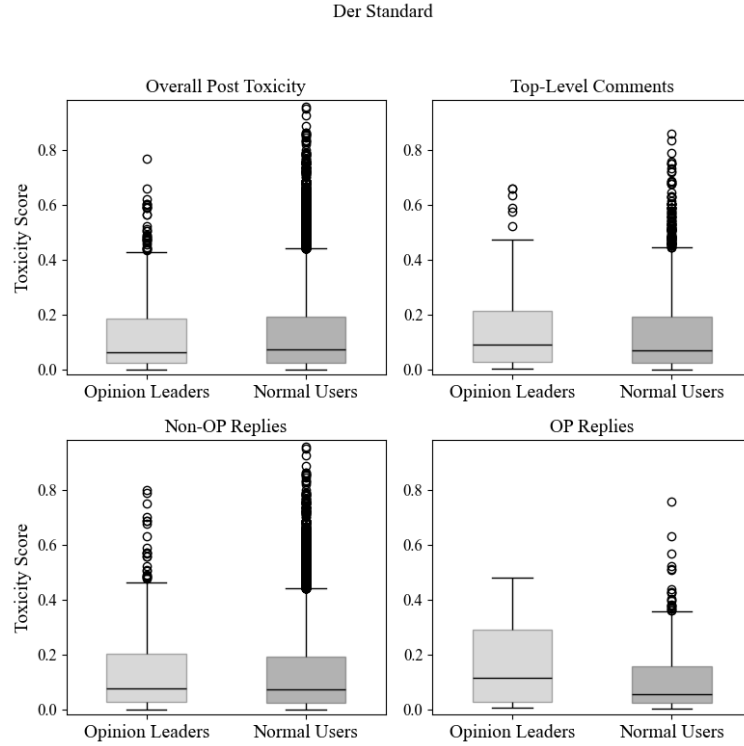 Der Standard
Overall Post Toxicity
Top-Level Comments
Toxicity Score
0.8
0.6
0.4
0.2
0.0
Opinion Leaders
Normal Users
0.8
0.6
0.4
0.2
0.0
Opinion Leaders
Normal Users
Non-OP Replies
OP Replies
Toxicity Score
0.8
0.6
0.4
0.2
0.0
Opinion Leaders
Normal Users
0.8
0.6
0.4
0.2
0.0
Opinion Leaders
Normal Users